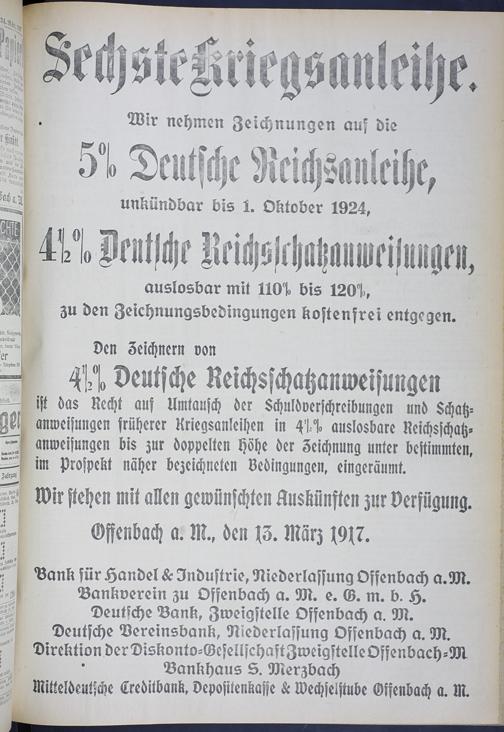 Sechste Kriegsanleihe.
Wir nehmen Zeichnungen auf die
5% Deutsche Reichsanleihe,
unkündbar bis 1. Oktober 1924,
4½% Deutsche Reichsschatzanweisungen,
auslosbar mit 110% bis 120%,
zu den Zeichnungsbedingungen kostenfrei entgegen.
Den Zeichnern von
4½% Deutsche Reichsschatzanweisungen
ist das Recht auf Umtausch der Schuldverschreibungen und Schatz-
anweisungen früherer Kriegsanleihen in 4½% auslosbare Reichsschatz-
anweisungen bis zur doppelten Höhe der Zeichnung unter bestimmten,
im Prospekt näher bezeichneten Bedingungen, eingeräumt.
Wir stehen mit allen gewünschten Auskünften zur Verfügung.
Offenbach a. M., den 13. März 1917.
Bank für Handel & Industrie, Niederlassung Offenbach a. M.
Bankverein zu Offenbach a. M. e. G. m. b. H.
Deutsche Bank, Zweigstelle Offenbach a. M.
Deutsche Vereinsbank, Niederlassung Offenbach a. M.
Direktion der Diskonto-Gesellschaft Zweigstelle Offenbach-M
Bankhaus S. Merzbach
Mitteldeutsche Creditbank, Depositenkasse & Wechselstube Offenbach a. M.